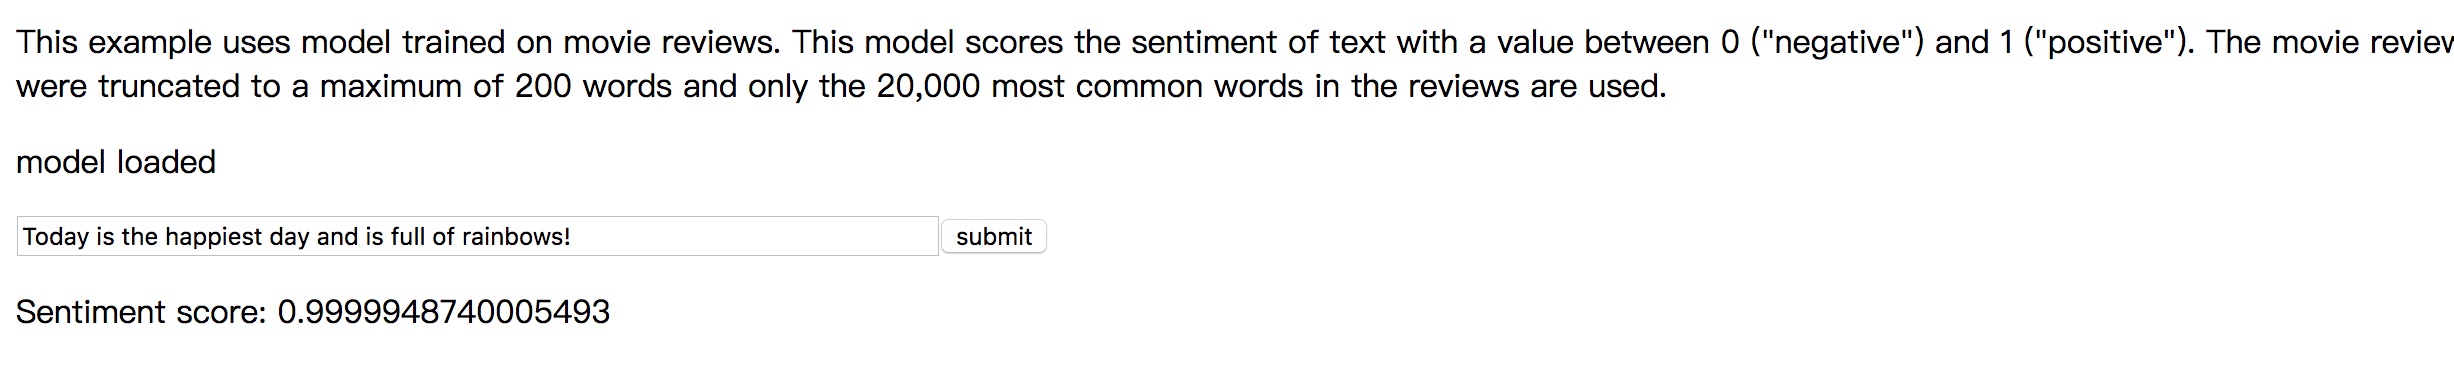 This example uses model trained on movie reviews. This model scores the sentiment of text with a value between 0 ("negative") and 1 ("positive"). The movie review
were truncated to a maximum of 200 words and only the 20,000 most common words in the reviews are used.
model loaded
Today is the happiest day and is full of rainbows! submit
Sentiment score: 0.9999948740005493